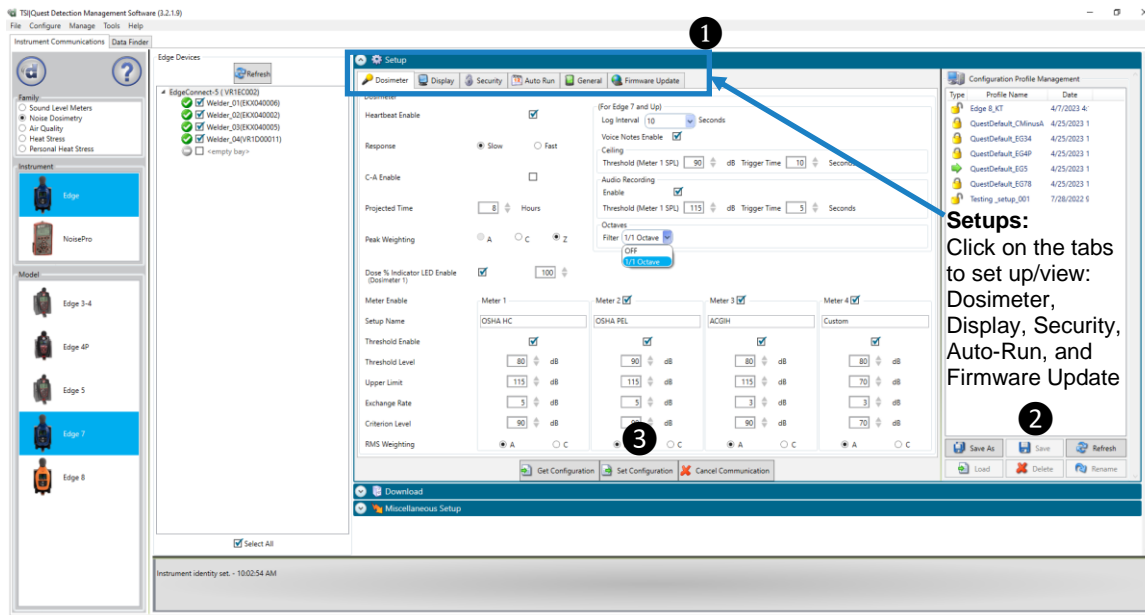 TSI|Quest Detection Management Software (3.2.1.9)
File Configure Manage Tools Help
Instrument Communications Data Finder
Family
Sound Level Meters
Noise Dosimetry
Air Quality
Heat Stress
Personal Heat Stress
Instrument
Edge
NoisePro
Model
Edge 3-4
Edge 4P
Edge 5
Edge 7
Edge 8
Edge Devices
Refresh
EdgeConnect-5 ( VR1EC002)
Welder_01(EKX040006)
Welder_02(EKX040002)
Welder_03(EKX040005)
Welder_04(VR1D00011)
<empty bay>
Select All
1
Setup
Dosimeter Display Security Auto Run General Firmware Update
Dosimeter
Heartbeat Enable
Response Slow Fast
C-A Enable
Projected Time 8 Hours
Peak Weighting A C Z
Dose % Indicator LED Enable 100
(Dosimeter 1)
(For Edge 7 and Up)
Log Interval 10 Seconds
Voice Notes Enable
Ceiling
Threshold (Meter 1 SPL) 90 dB Trigger Time 10 Seconds
Audio Recording
Enable
Threshold (Meter 1 SPL) 115 dB Trigger Time 5 Seconds
Octaves
Filter 1/1 Octave
OFF
1/1 Octave
Meter Enable Meter 1 Meter 2 Meter 3 Meter 4
Setup Name OSHA HC OSHA PEL ACGIH Custom
Threshold Enable
Threshold Level 80 dB 90 dB 80 dB 80 dB
Upper Limit 115 dB 115 dB 115 dB 70 dB
Exchange Rate 5 dB 5 dB 3 dB 3 dB
Criterion Level 90 dB dB 90 dB 70 dB
RMS Weighting A C C A C A C
3
Get Configuration Set Configuration Cancel Communication
Download
Miscellaneous Setup
Configuration Profile Management
Type Profile Name Date
Edge 8_KT 4/7/2023 4:
QuestDefault_CMinusA 4/25/2023 1
QuestDefault_EG34 4/25/2023 1
QuestDefault_EG4P 4/25/2023 1
QuestDefault_EG5 4/25/2023 1
QuestDefault_EG78 4/25/2023 1
Testing _setup_001 7/28/2022
Setups:
Click on the tabs
to set up/view:
Dosimeter,
Display, Security,
Auto-Run, and
Firmware Update
2
Save As Save Refresh
Load Delete Rename
Instrument identity set. - 10:02:54 AM